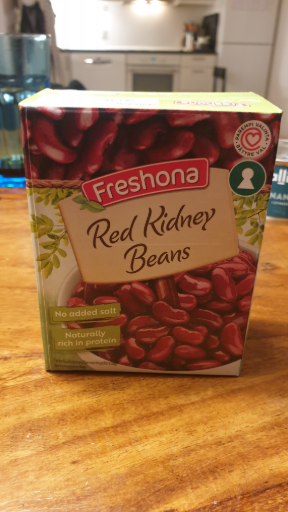 Freshona
Red Kidney
Beans
No added salt
Naturally
rich in protein